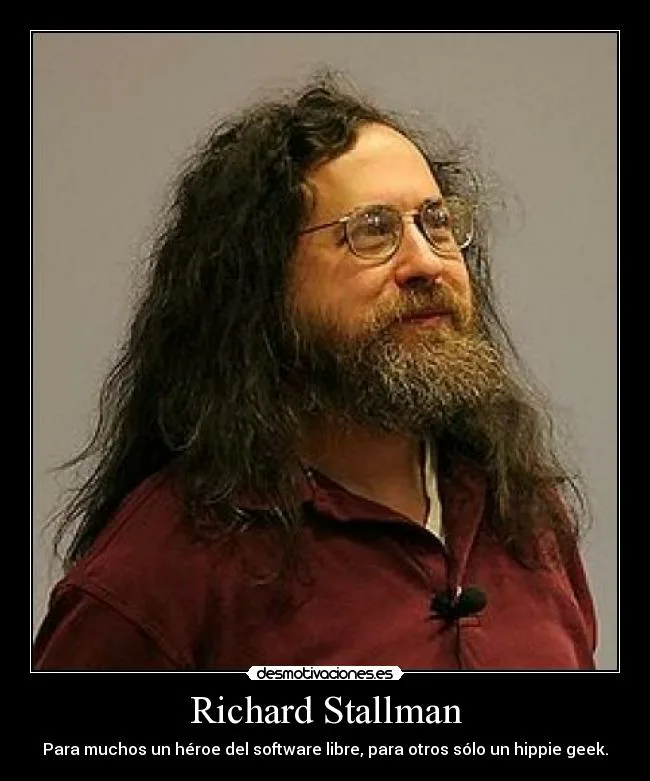 desmotivaciones.es
Richard Stallman
Para muchos un héroe del software libre, para otros sólo un hippie geek.